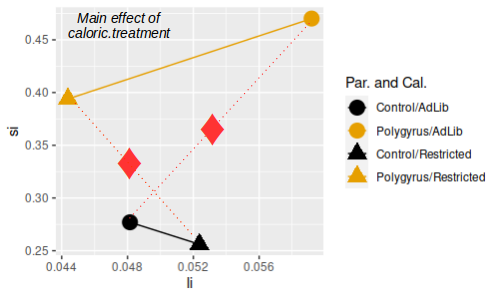 Main effect of
caloric.treatment
0.45
0.40
0.35
0.30
0.25
si
0.044 0.048 0.052 0.056
li
Par. and Cal.
Control/AdLib
Polygyrus/AdLib
Control/Restricted
Polygyrus/Restricted